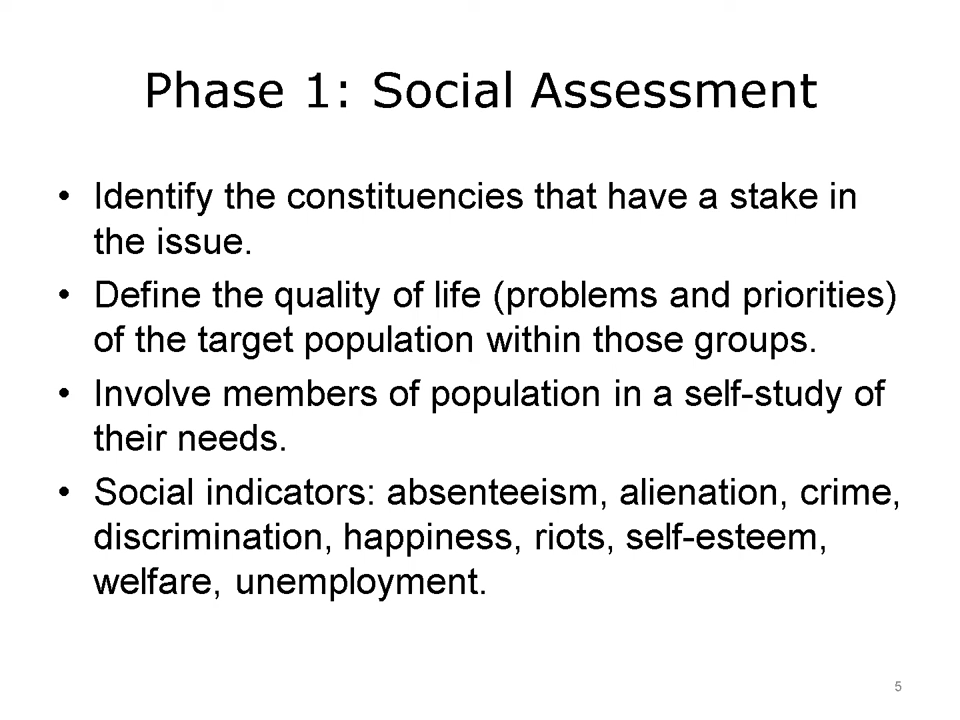 Phase 1: Social Assessment
• Identify the constituencies that have a stake in
the issue.
• Define the quality of life (problems and priorities)
of the target population within those groups.
• Involve members of population in a self-study of
their needs.
• Social indicators: absenteeism, alienation, crime,
discrimination, happiness, riots, self-esteem,
welfare, unemployment.
5